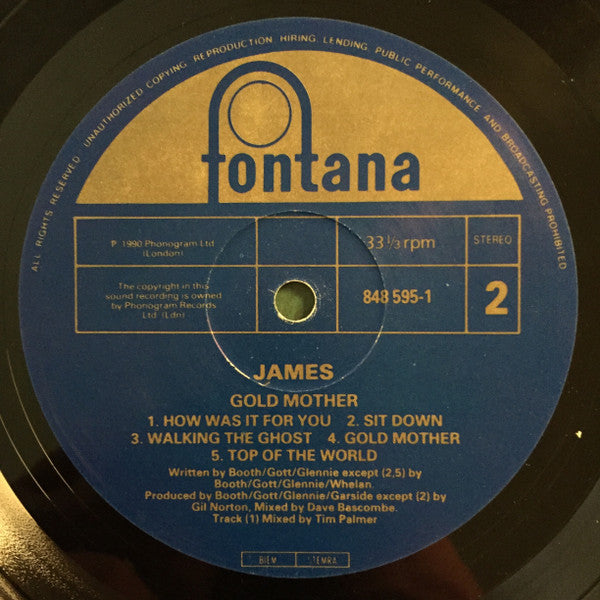 ALL RIGHTS RESERVED UNAUTHORIZED COPYING REPRODUCTION HIRING LENDING PUBLIC PERFORMANCE AND BROADCASTING PROHIBITED
fontana
℗ 1990 Phonogram Ltd
(London)
33 1/3 rpm
STEREO
The copyright in this
sound recording is owned
by Phonogram Records
Ltd. (Ldn)
848 595-1
2
JAMES
GOLD MOTHER
1. HOW WAS IT FOR YOU 2. SIT DOWN
3. WALKING THE GHOST 4. GOLD MOTHER
5. TOP OF THE WORLD
Written by Booth/Gott/Glennie except (2,5) by
Booth/Gott/Glennie/Whelan.
Produced by Booth/Gott/Glennie/Garside except (2) by
Gil Norton, Mixed by Dave Bascombe.
Track (1) Mixed by Tim Palmer
BIEM STEMRA